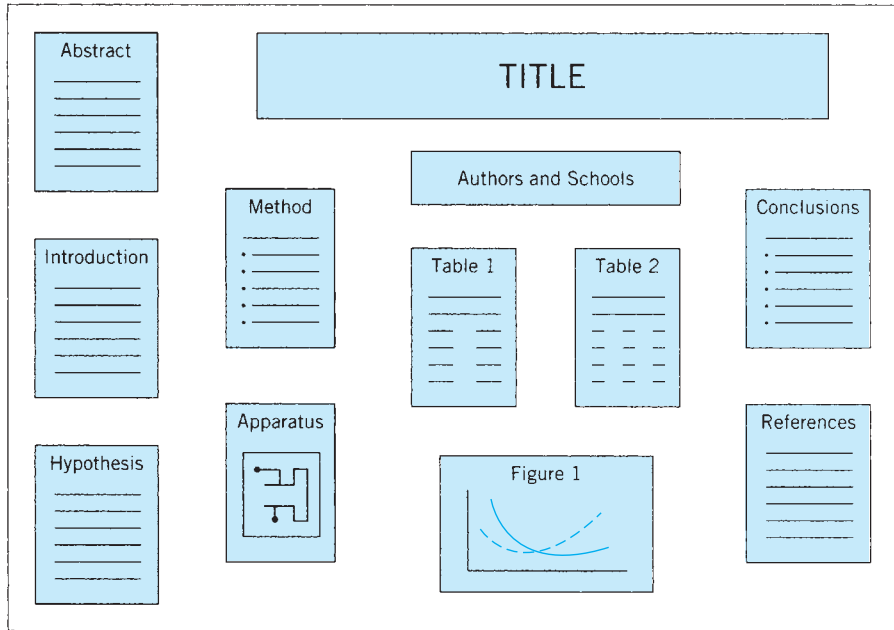 TITLE
Authors and Schools
Abstract
Introduction
Hypothesis
Method
Apparatus
Table 1
Table 2
Figure 1
Conclusions
References